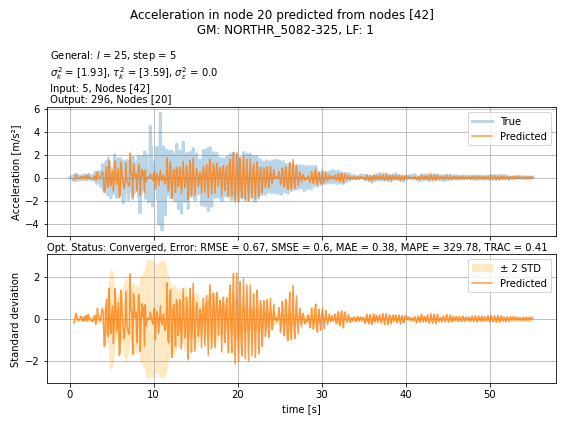 Acceleration in node 20 predicted from nodes [42]
GM: NORTHR_5082-325, LF: 1
General: l = 25, step = 5
σ²ₖ = [1.93], τ²ₖ = [3.59], σ²ε = 0.0
Input: 5, Nodes [42]
Output: 296, Nodes [20]
6
4
2
0
−2
−4
Acceleration [m/s²]
True
Predicted
Opt. Status: Converged, Error: RMSE = 0.67, SMSE = 0.6, MAE = 0.38, MAPE = 329.78, TRAC = 0.41
2
0
−2
Standard deviation
± 2 STD
Predicted
0 10 20 30 40 50
time [s]